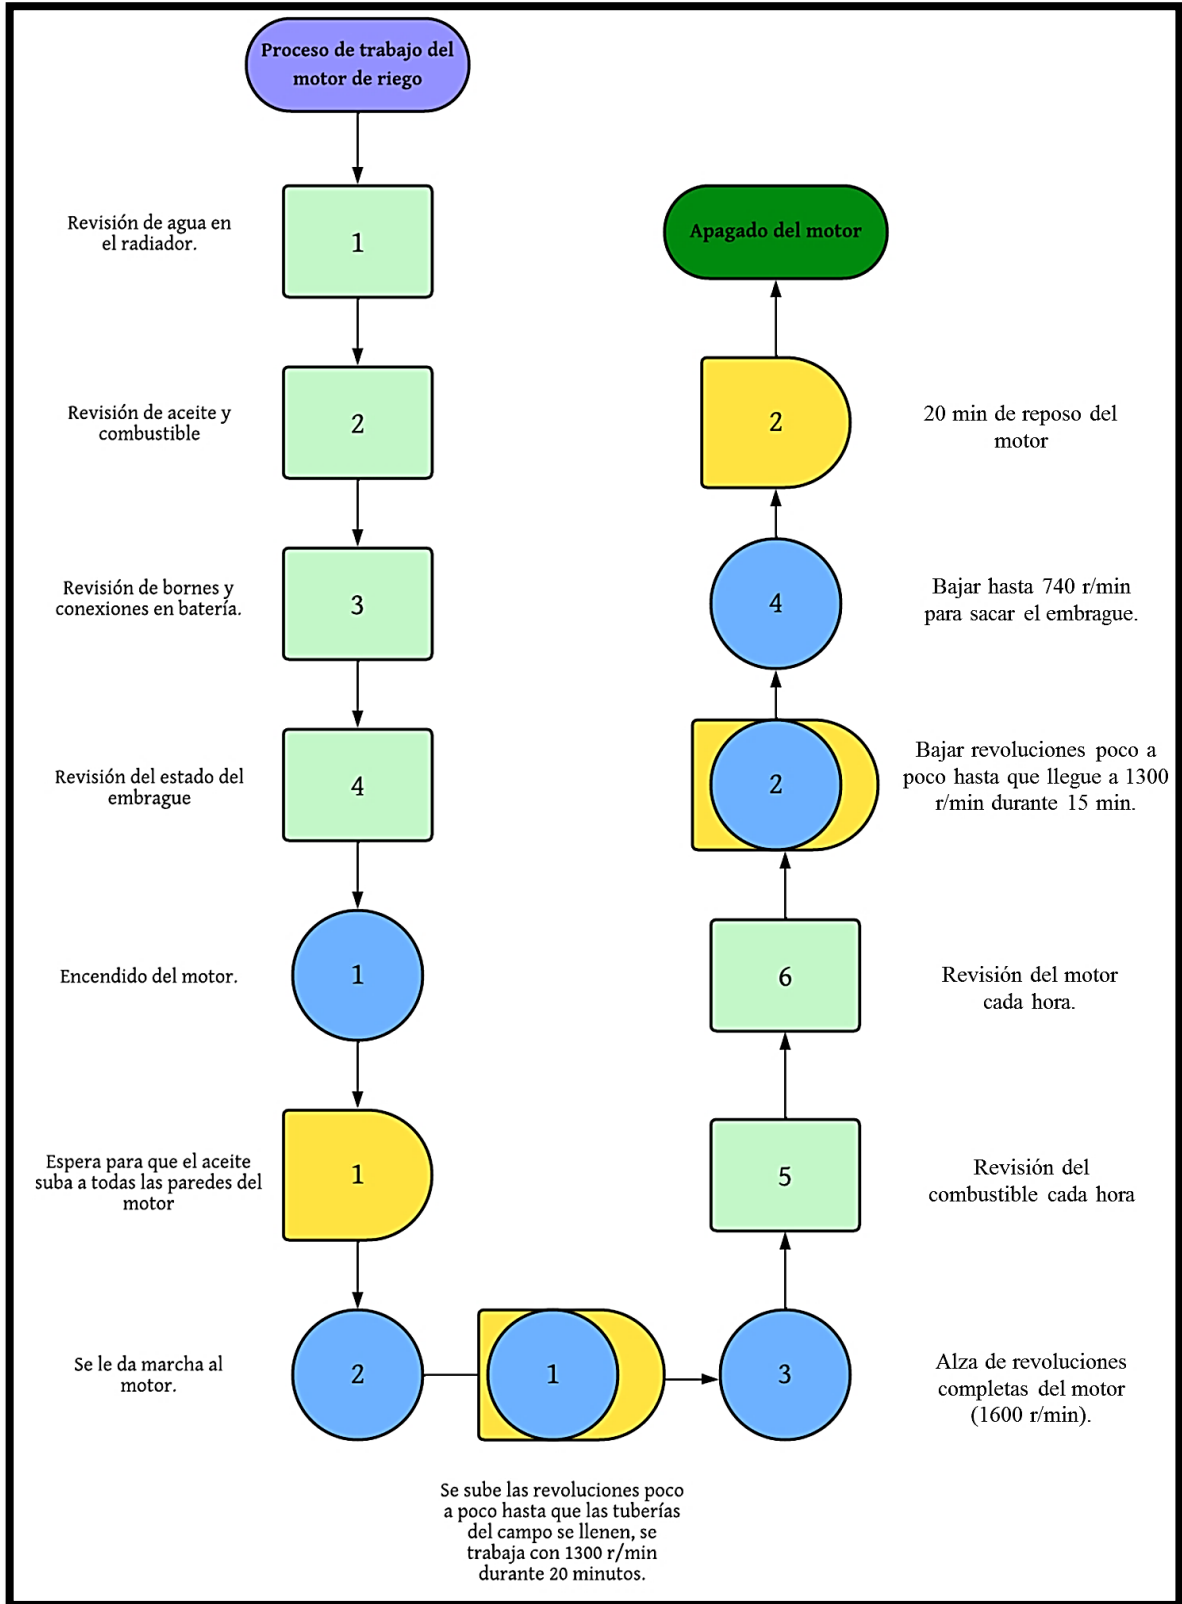 Proceso de trabajo del
motor de riego
Revisión de agua en
el radiador.
1
Revisión de aceite y
combustible
2
Revisión de bornes y
conexiones en batería.
3
Revisión del estado del
embrague
4
Encendido del motor.
1
Espera para que el aceite
suba a todas las paredes del
motor
1
Se le da marcha al
motor.
2
1
Se sube las revoluciones poco
a poco hasta que las tuberías
del campo se llenen, se
trabaja con 1300 r/min
durante 20 minutos.
3
Alza de revoluciones
completas del motor
(1600 r/min).
5
Revisión del
combustible cada hora
6
Revisión del motor
cada hora.
2
Bajar revoluciones poco a
poco hasta que llegue a 1300
r/min durante 15 min.
4
Bajar hasta 740 r/min
para sacar el embrague.
2
20 min de reposo del
motor
Apagado del motor